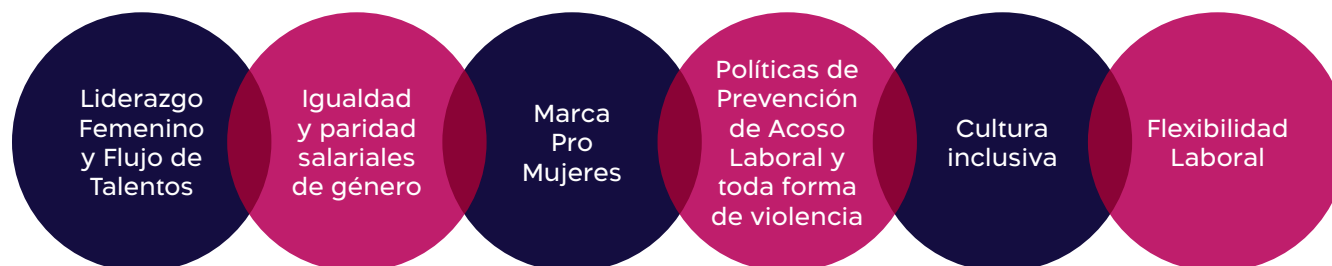 Liderazgo
Femenino
y Flujo de
Talentos
Igualdad
y paridad
salariales
de género
Marca
Pro
Mujeres
Políticas de
Prevención
de Acoso
Laboral y
toda forma
de violencia
Cultura
inclusiva
Flexibilidad
Laboral